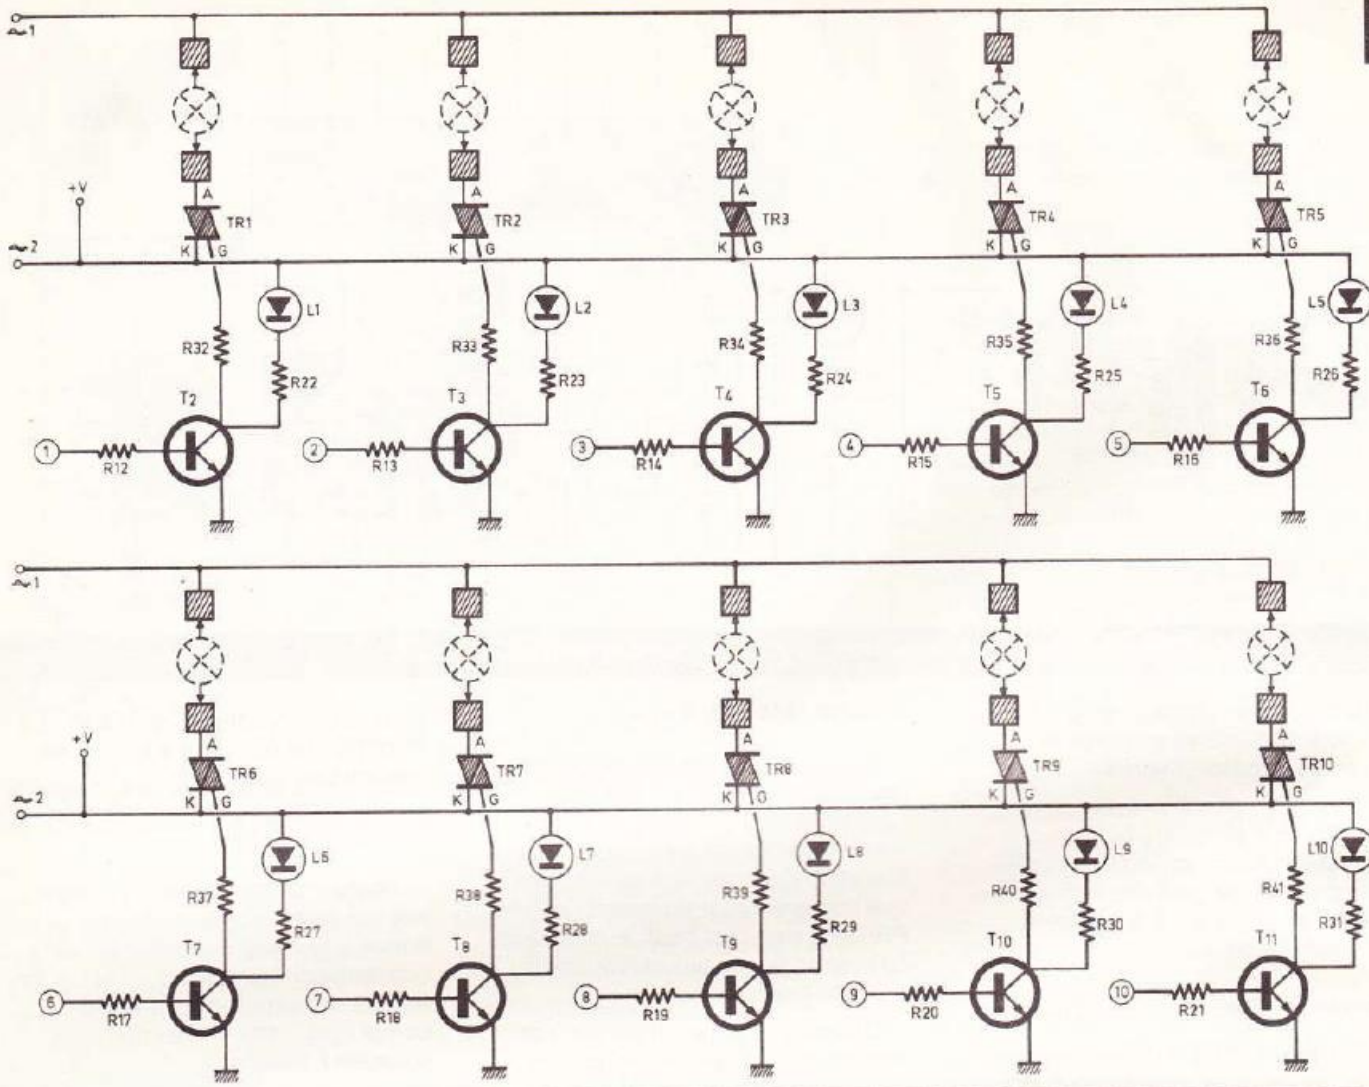 ~1
A A A A A
+V
TR1 TR2 TR3 TR4 TR5
~2
K G K G K G K G K G
L1 L2 L3 L4 L5
R32 R33 R34 R35 R36
R22 R23 R24 R25 R26
T2 T3 T4 T5 T6
1 2 3 4 5
R12 R13 R14 R15 R16
~1
A A A A A
+V
TR6 TR7 TR8 TR9 TR10
~2
K G K G K G K G K G
L6 L7 L8 L9 L10
R37 R38 R39 R40 R41
R27 R28 R29 R30 R31
T7 T8 T9 T10 T11
6 7 8 9 10
R17 R18 R19 R20 R21